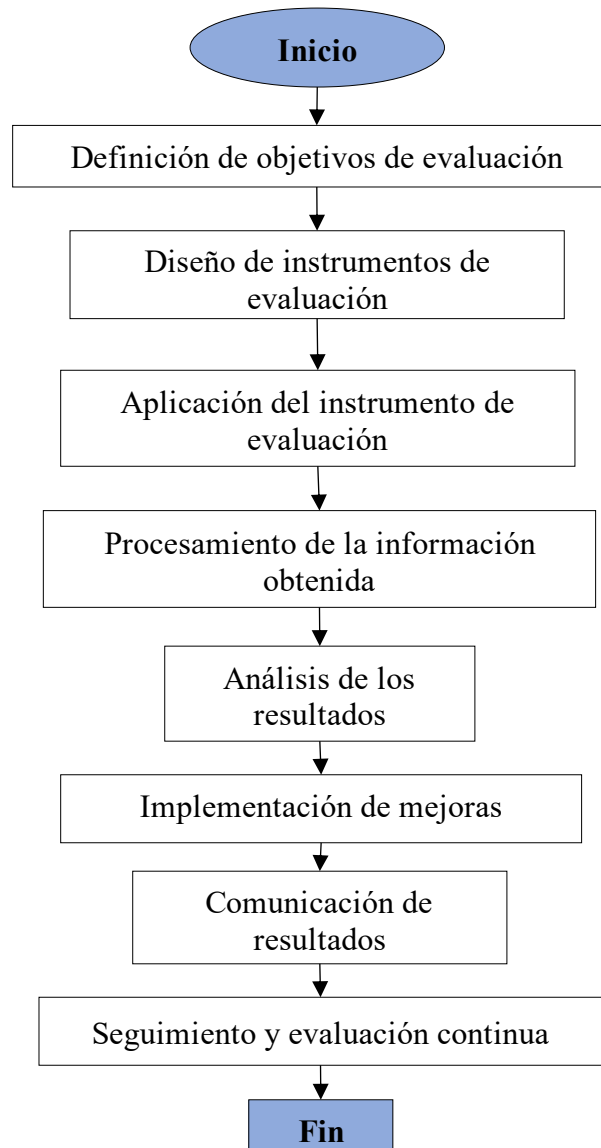 Inicio
Definición de objetivos de evaluación
Diseño de instrumentos de
evaluación
Aplicación del instrumento de
evaluación
Procesamiento de la información
obtenida
Análisis de los
resultados
Implementación de mejoras
Comunicación de
resultados
Seguimiento y evaluación continua
Fin